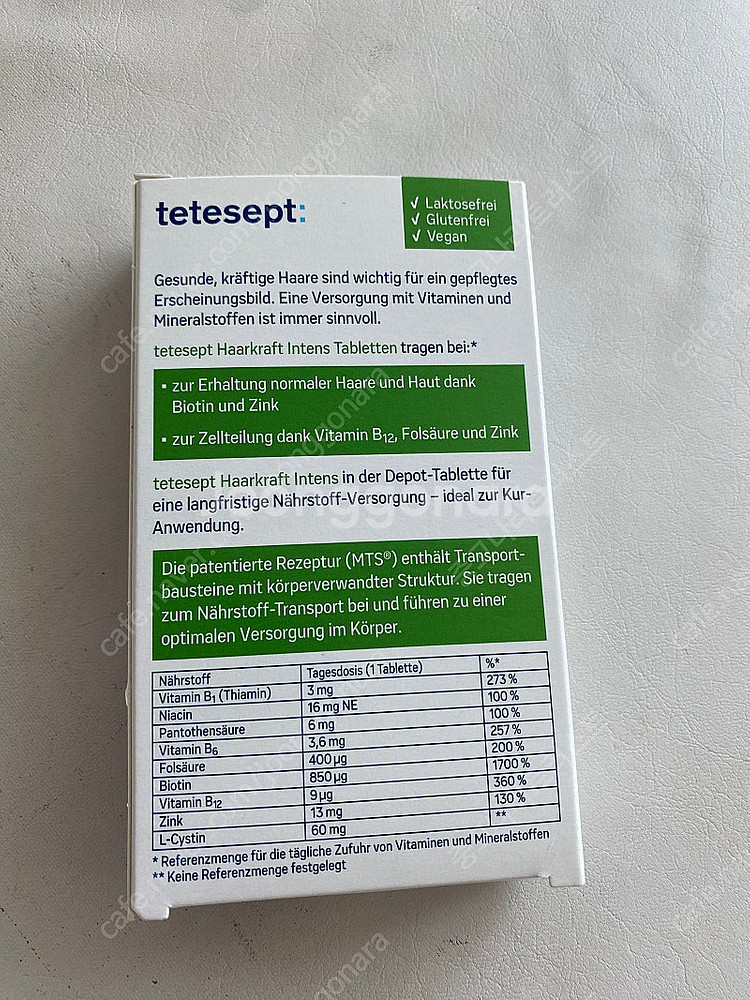 tetesept:
✓ Laktosefrei
✓ Glutenfrei
✓ Vegan
Gesunde, kräftige Haare sind wichtig für ein gepflegtes
Erscheinungsbild. Eine Versorgung mit Vitaminen und
Mineralstoffen ist immer sinnvoll.
tetesept Haarkraft Intens Tabletten tragen bei:*
▪ zur Erhaltung normaler Haare und Haut dank
Biotin und Zink
▪ zur Zellteilung dank Vitamin B12, Folsäure und Zink
tetesept Haarkraft Intens in der Depot-Tablette für
eine langfristige Nährstoff-Versorgung – ideal zur Kur-
Anwendung.
Die patentierte Rezeptur (MTS®) enthält Transport-
bausteine mit körperverwandter Struktur. Sie tragen
zum Nährstoff-Transport bei und führen zu einer
optimalen Versorgung im Körper.
Nährstoff Tagesdosis (1 Tablette) %*
Vitamin B1 (Thiamin) 3 mg 273 %
Niacin 16 mg NE 100 %
Pantothensäure 6 mg 100 %
Vitamin B6 3,6 mg 257 %
Folsäure 400 µg 200 %
Biotin 850 µg 1700 %
Vitamin B12 9 µg 360 %
Zink 13 mg 130 %
L-Cystin 60 mg **
* Referenzmenge für die tägliche Zufuhr von Vitaminen und Mineralstoffen
** Keine Referenzmenge festgelegt